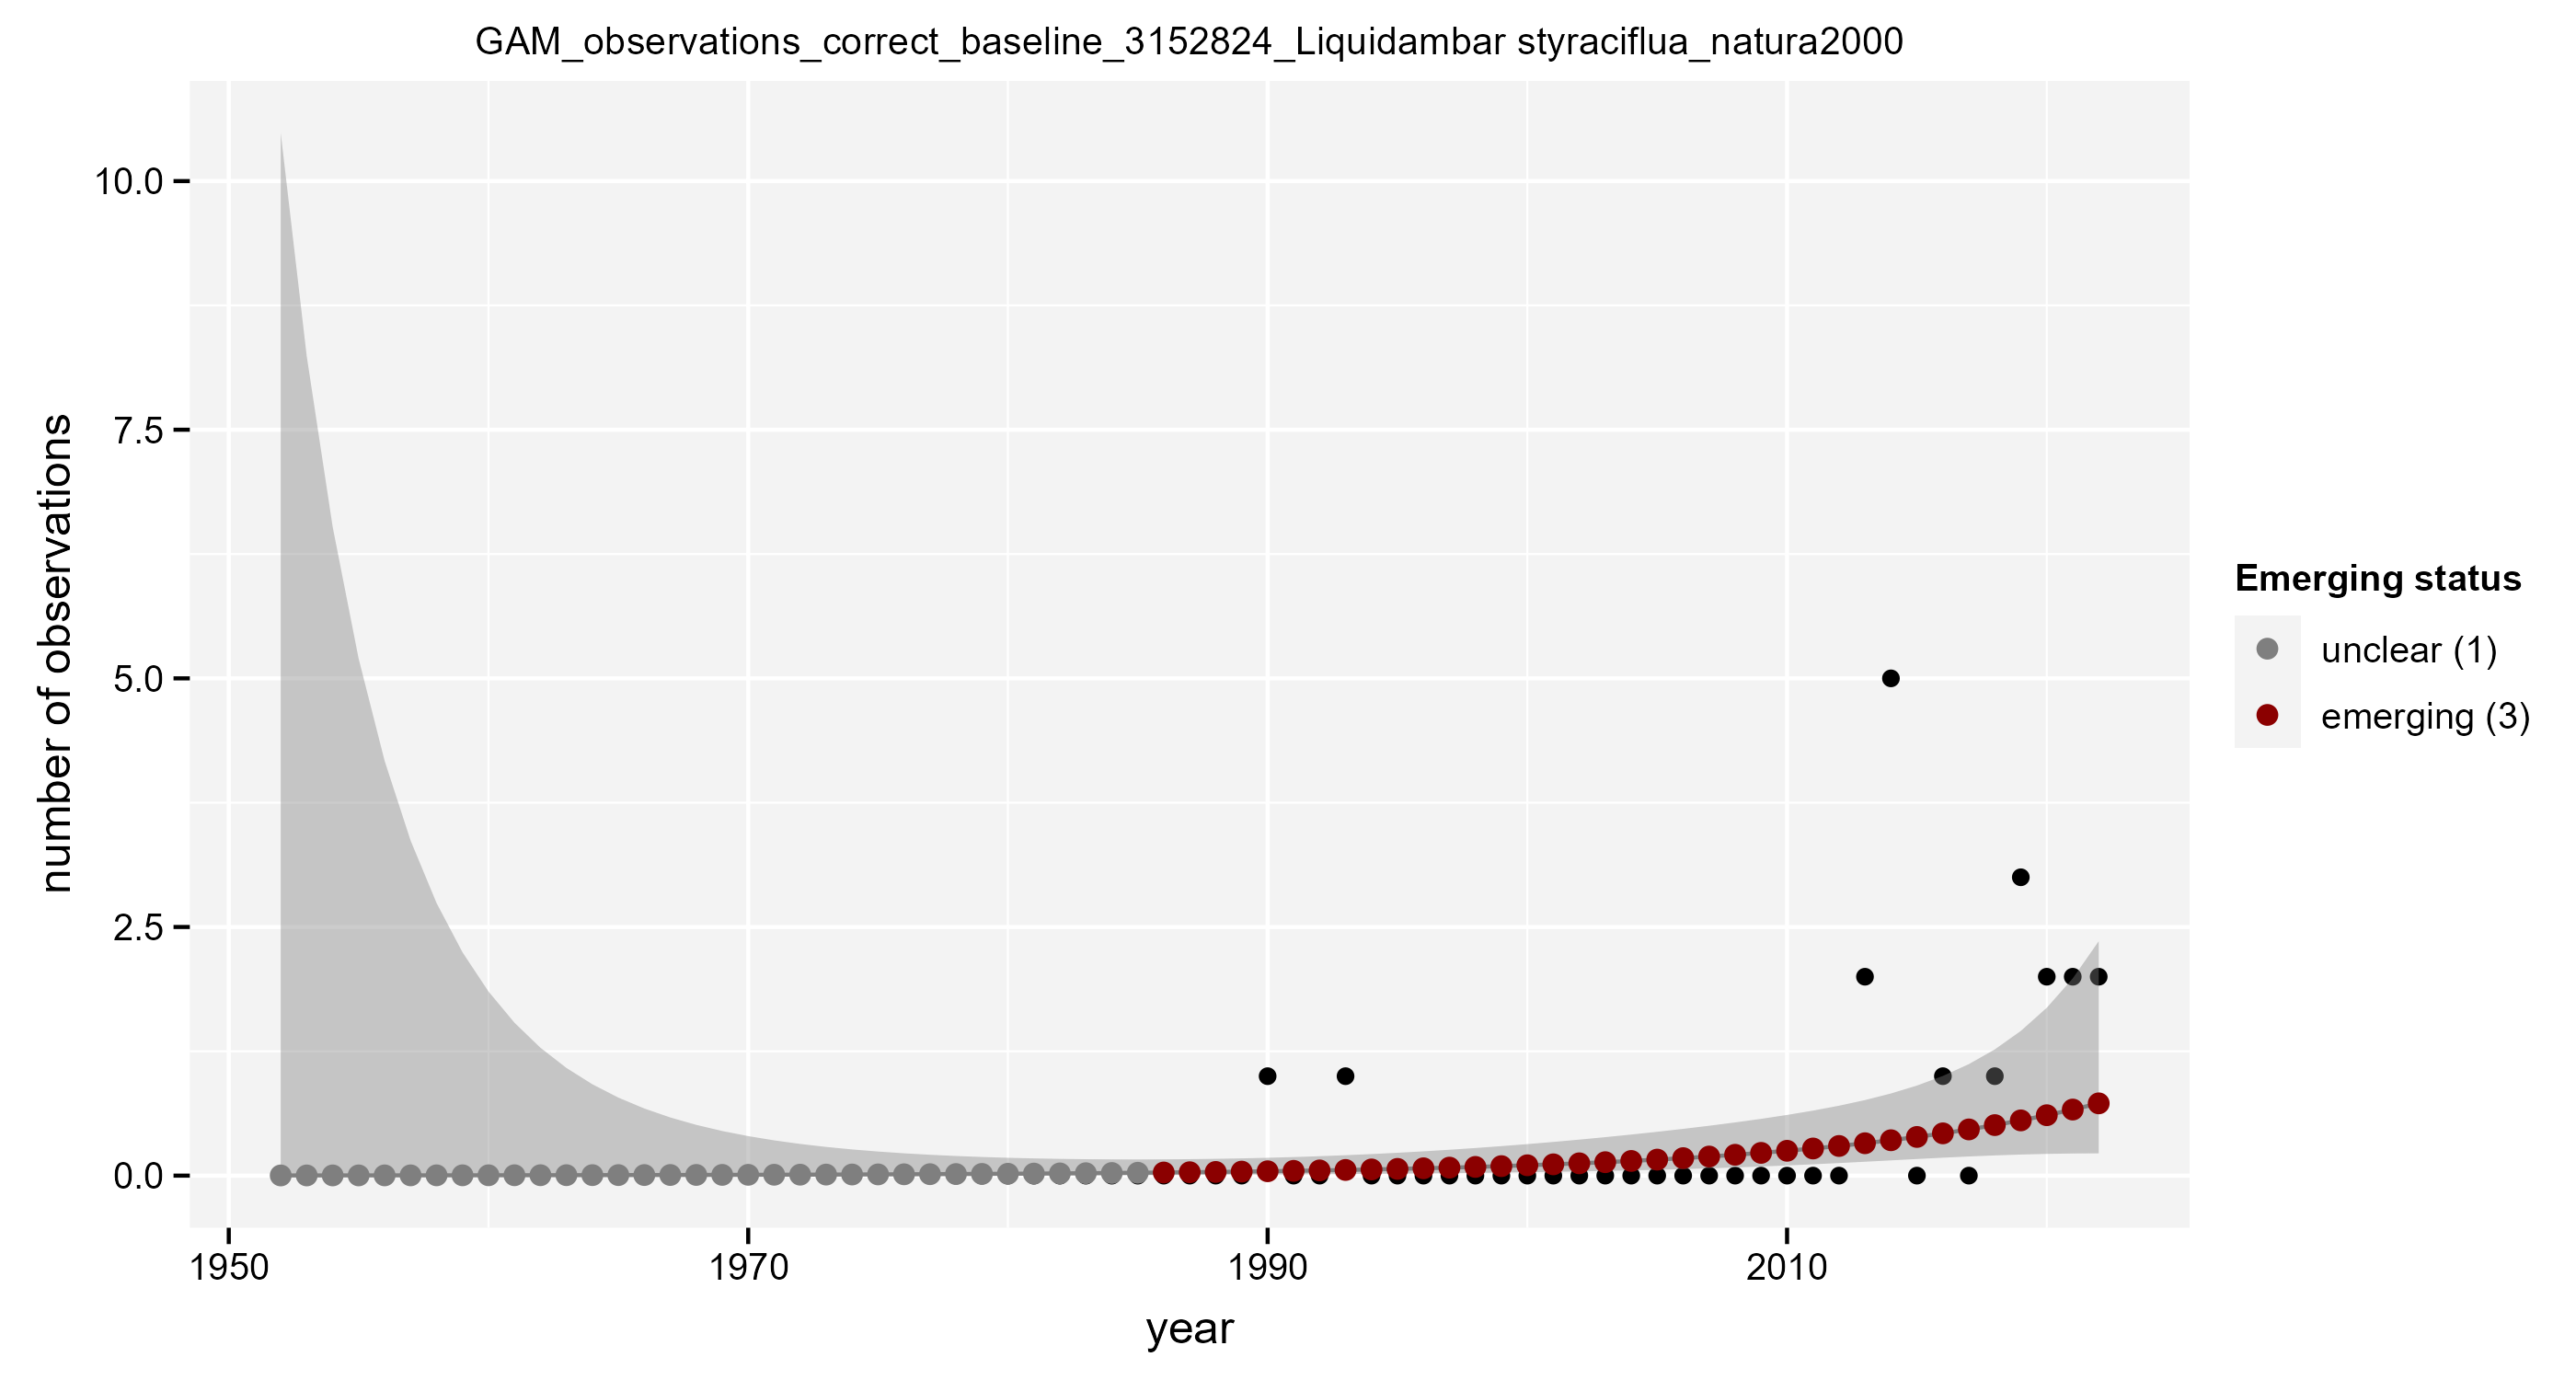 GAM_observations_correct_baseline_3152824_Liquidambar styraciflua_natura2000
number of observations
10.0
7.5
5.0
2.5
0.0
1950
1970
1990
2010
year
Emerging status
unclear (1)
emerging (3)